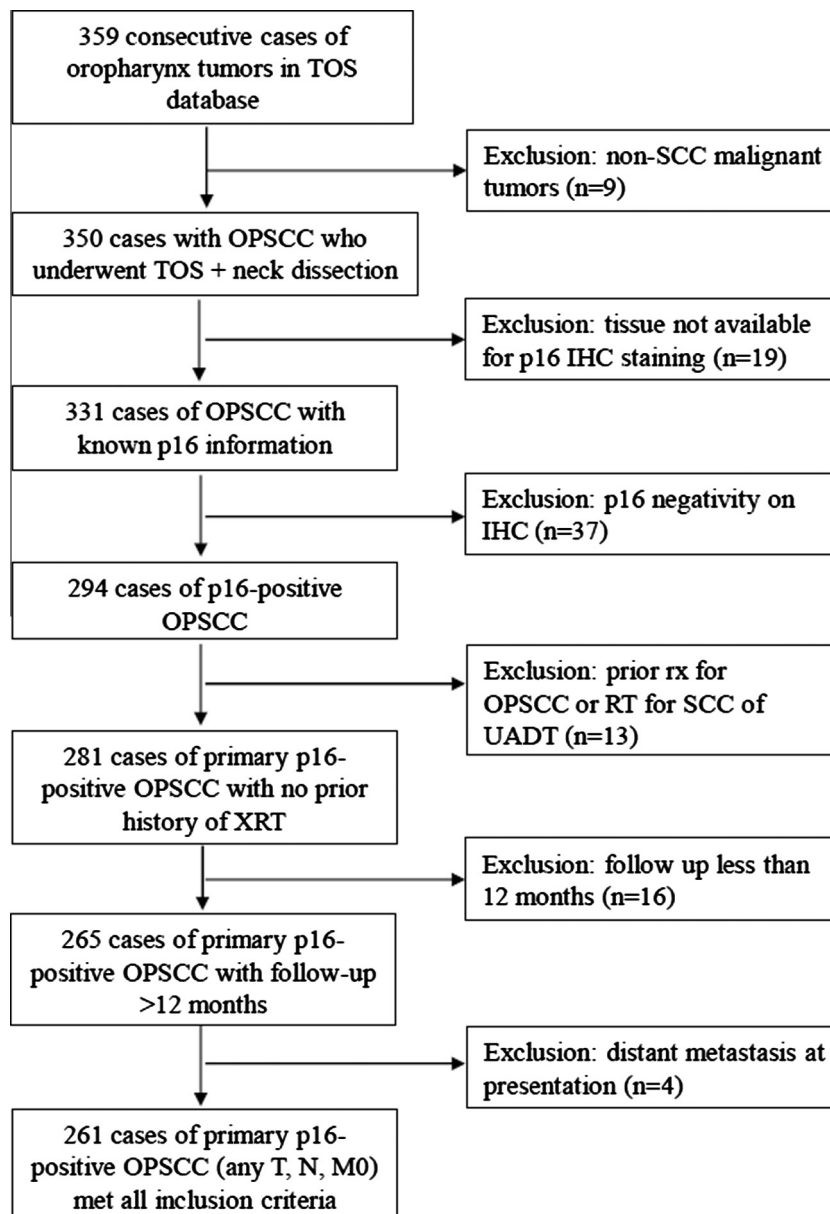 359 consecutive cases of
oropharynx tumors in TOS
database
Exclusion: non-SCC malignant
tumors (n=9)
350 cases with OPSCC who
underwent TOS + neck dissection
Exclusion: tissue not available
for p16 IHC staining (n=19)
331 cases of OPSCC with
known p16 information
Exclusion: p16 negativity on
IHC (n=37)
294 cases of p16-positive
OPSCC
Exclusion: prior rx for
OPSCC or RT for SCC of
UADT (n=13)
281 cases of primary p16-
positive OPSCC with no prior
history of XRT
Exclusion: follow up less than
12 months (n=16)
265 cases of primary p16-
positive OPSCC with follow-up
>12 months
Exclusion: distant metastasis at
presentation (n=4)
261 cases of primary p16-
positive OPSCC (any T, N, M0)
met all inclusion criteria